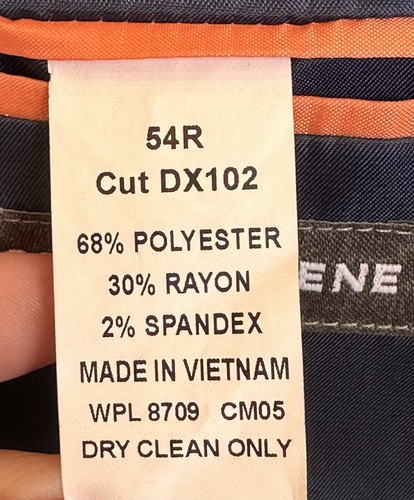 54R
Cut DX102
68% POLYESTER
30% RAYON
2% SPANDEX
MADE IN VIETNAM
WPL 8709 CM05
DRY CLEAN ONLY
ENE